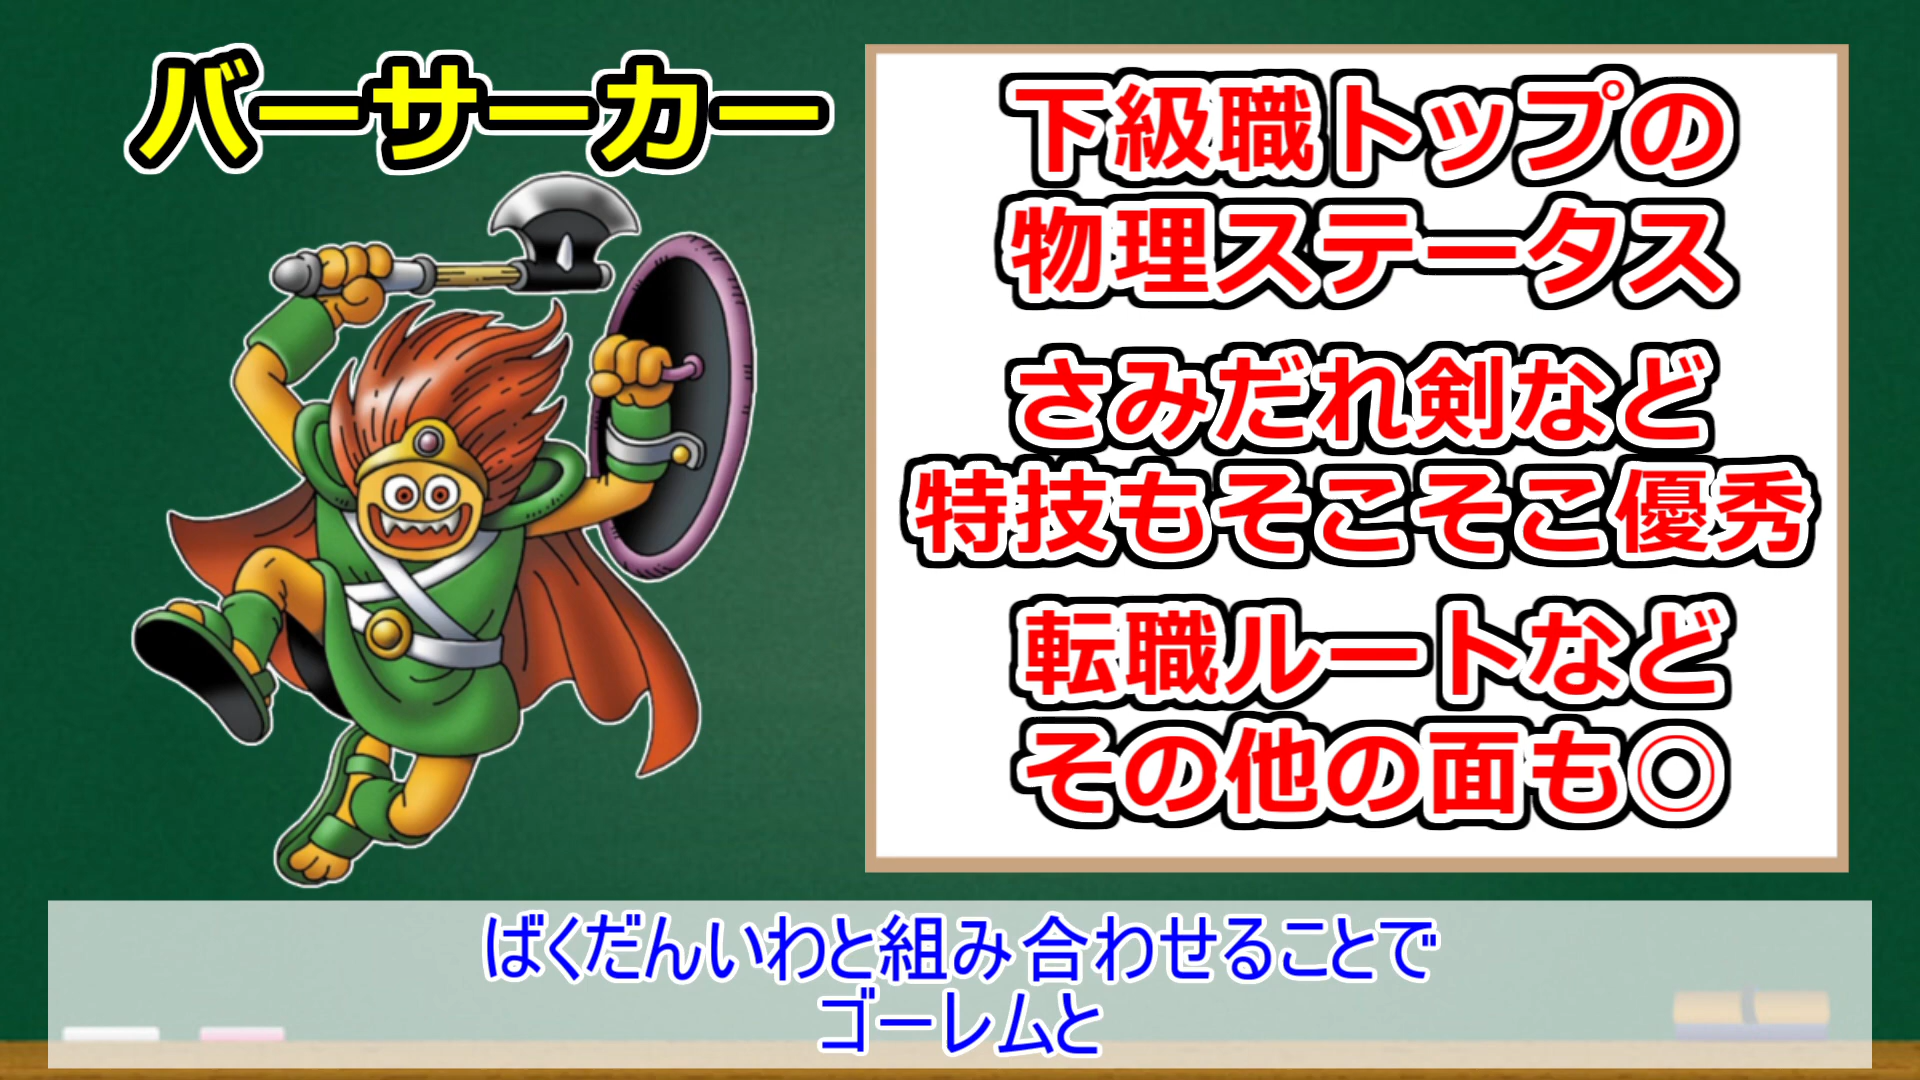 バーサーカー
下級職トップの
物理ステータス
さみだれ剣など
特技もそこそこ優秀
転職ルートなど
その他の面も◎
ばくだんいわと組み合わせることで
ゴーレムと